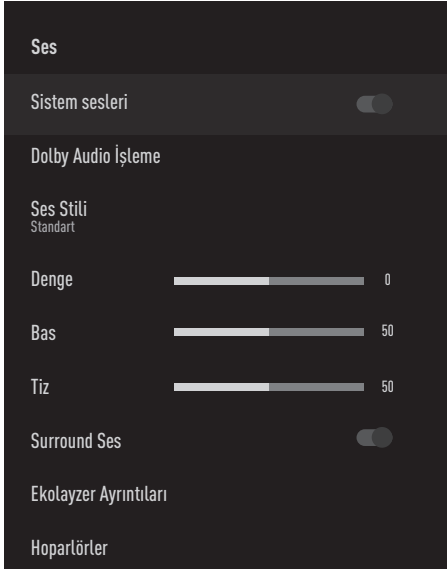 Ses
Sistem sesleri
Dolby Audio İşleme
Ses Stili
Standart
Denge 0
Bas 50
Tiz 50
Surround Ses
Ekolayzer Ayrıntıları
Hoparlörler